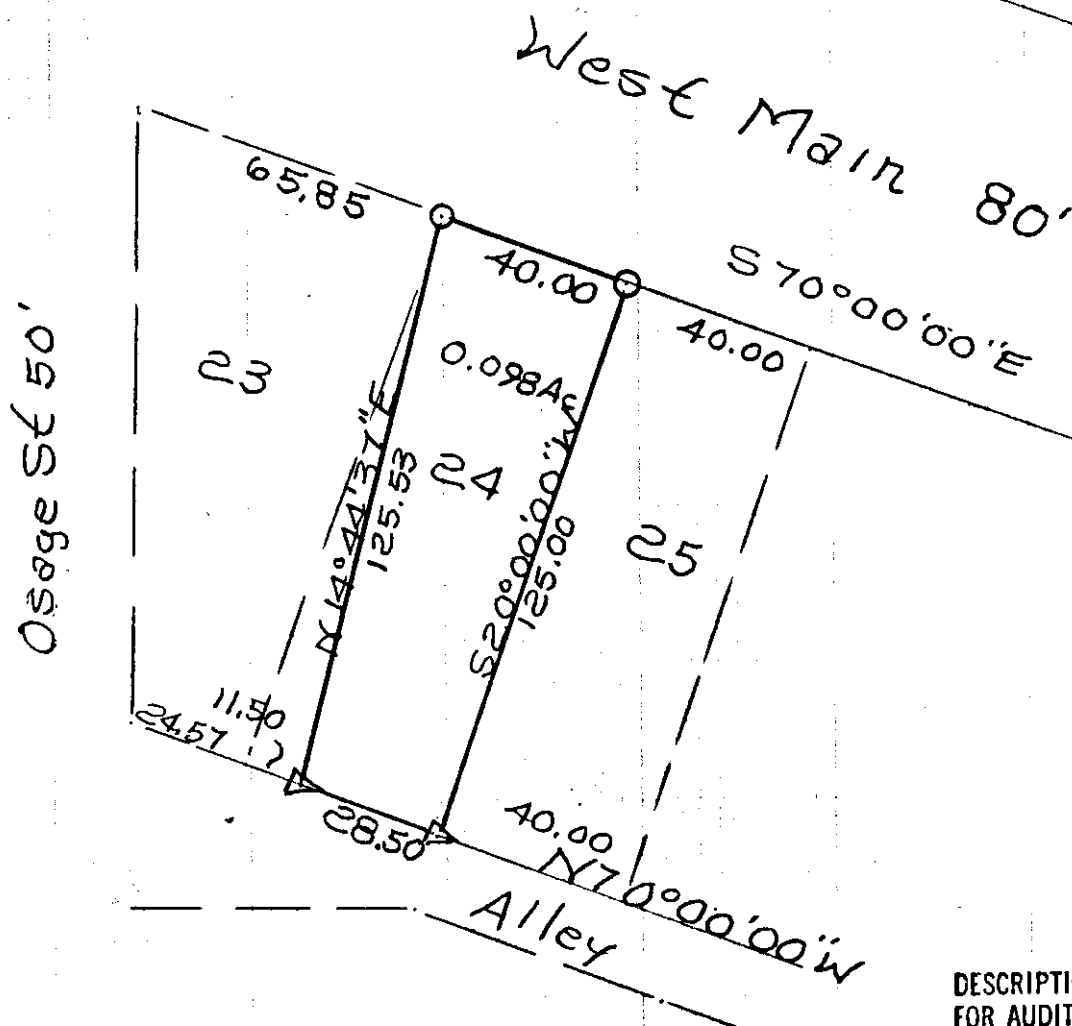 West Main 80'
65.85
40.00
S 70°00'00"E
40.00
Osage St 50'
23
0.098Ac
N 14°44'37"E
125.53
24
S20°00'00"W
125.00
25
11.50
24.57
28.50
40.00
N70°00'00"W
Alley
FOR AUDIT